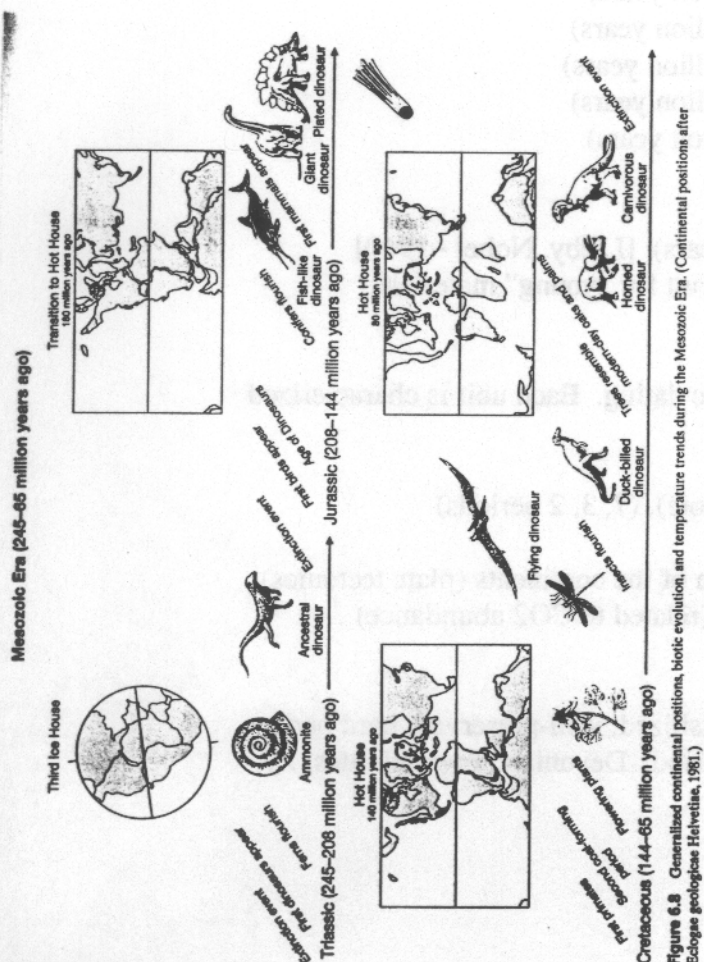 Mesozoic Era (245–65 million years ago)
Third Ice House
Transition to Hot House
180 million years ago
Extinction event
First dinosaurs appear
Ferns flourish
Ammonite
Ancestral
dinosaur
Extinction event
First birds appear
Age of Dinosaurs
Conifers flourish
Fish-like
dinosaur
First mammals appear
Giant
dinosaur
Plated dinosaur
Triassic (245–208 million years ago)
Jurassic (208–144 million years ago)
Hot House
140 million years ago
Hot House
80 million years ago
First primates
Second coal-forming
period
Flowering plants
Insects flourish
Flying dinosaur
Duck-billed
dinosaur
Trees resemble
modern-day oaks and
Horned
dinosaur
Carnivorous
dinosaur
Extinction event
Cretaceous (144–65 million years ago)
Figure 6.8 Generalized continental positions, biotic evolution, and temperature trends during the Mesozoic Era. (Continental positions after
Eclogae geologicae Helvetiae, 1981.)